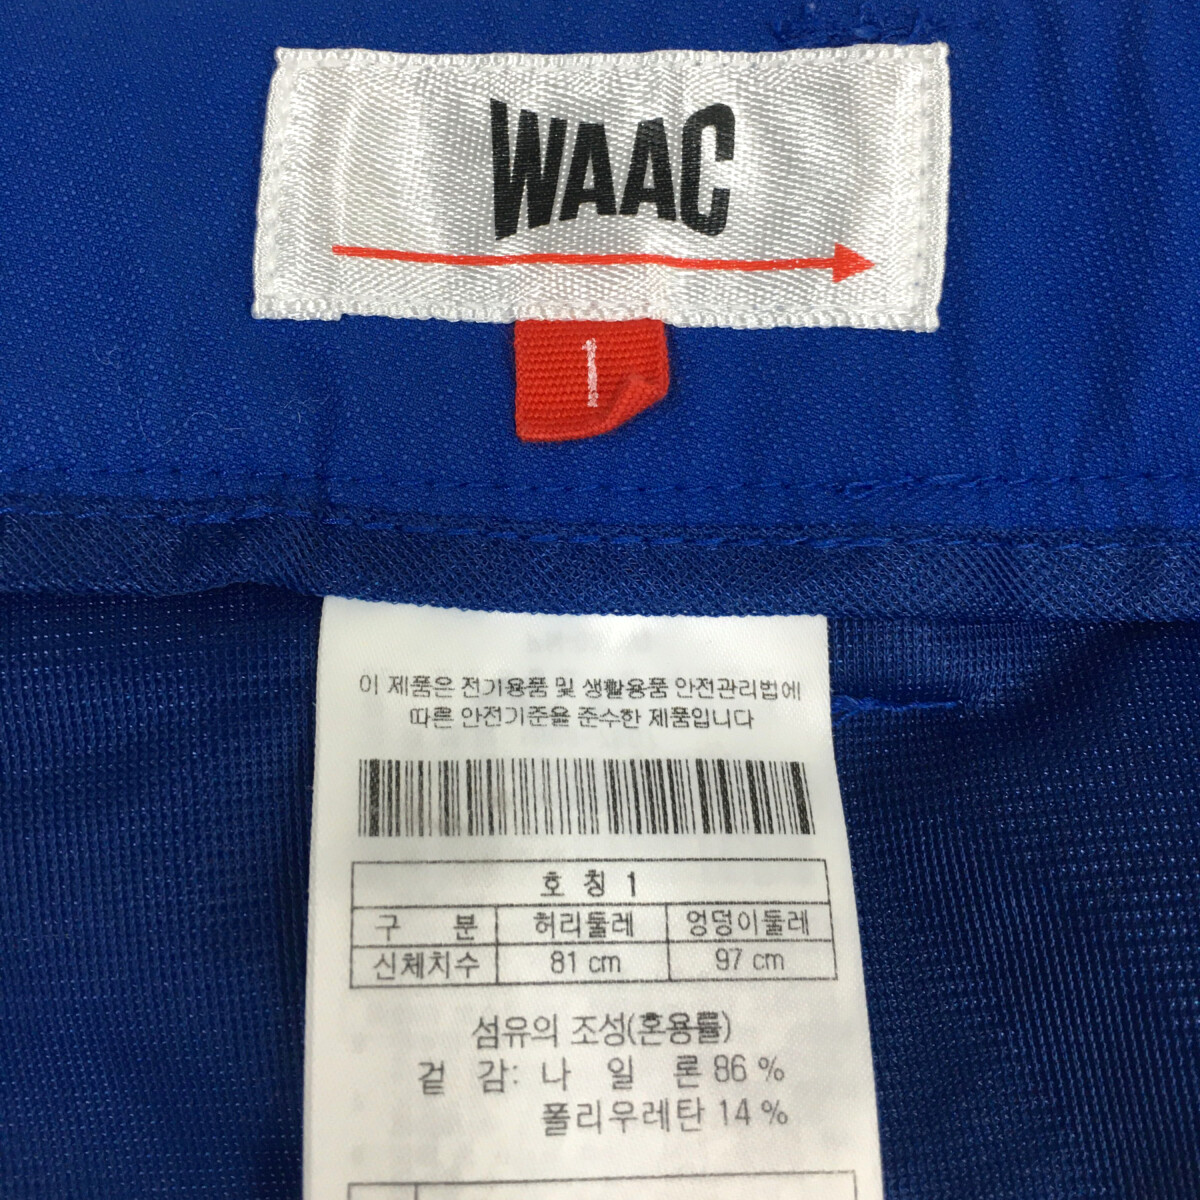 WAAC
1
이 제품은 전기용품 및 생활용품 안전관리법에
따른 안전기준을 준수한 제품입니다
호 칭 1
구 분 허리둘레 엉덩이둘레
신체치수 81 cm 97 cm
섬유의 조성(혼용률)
겉 감: 나 일 론 86 %
폴리우레탄 14 %